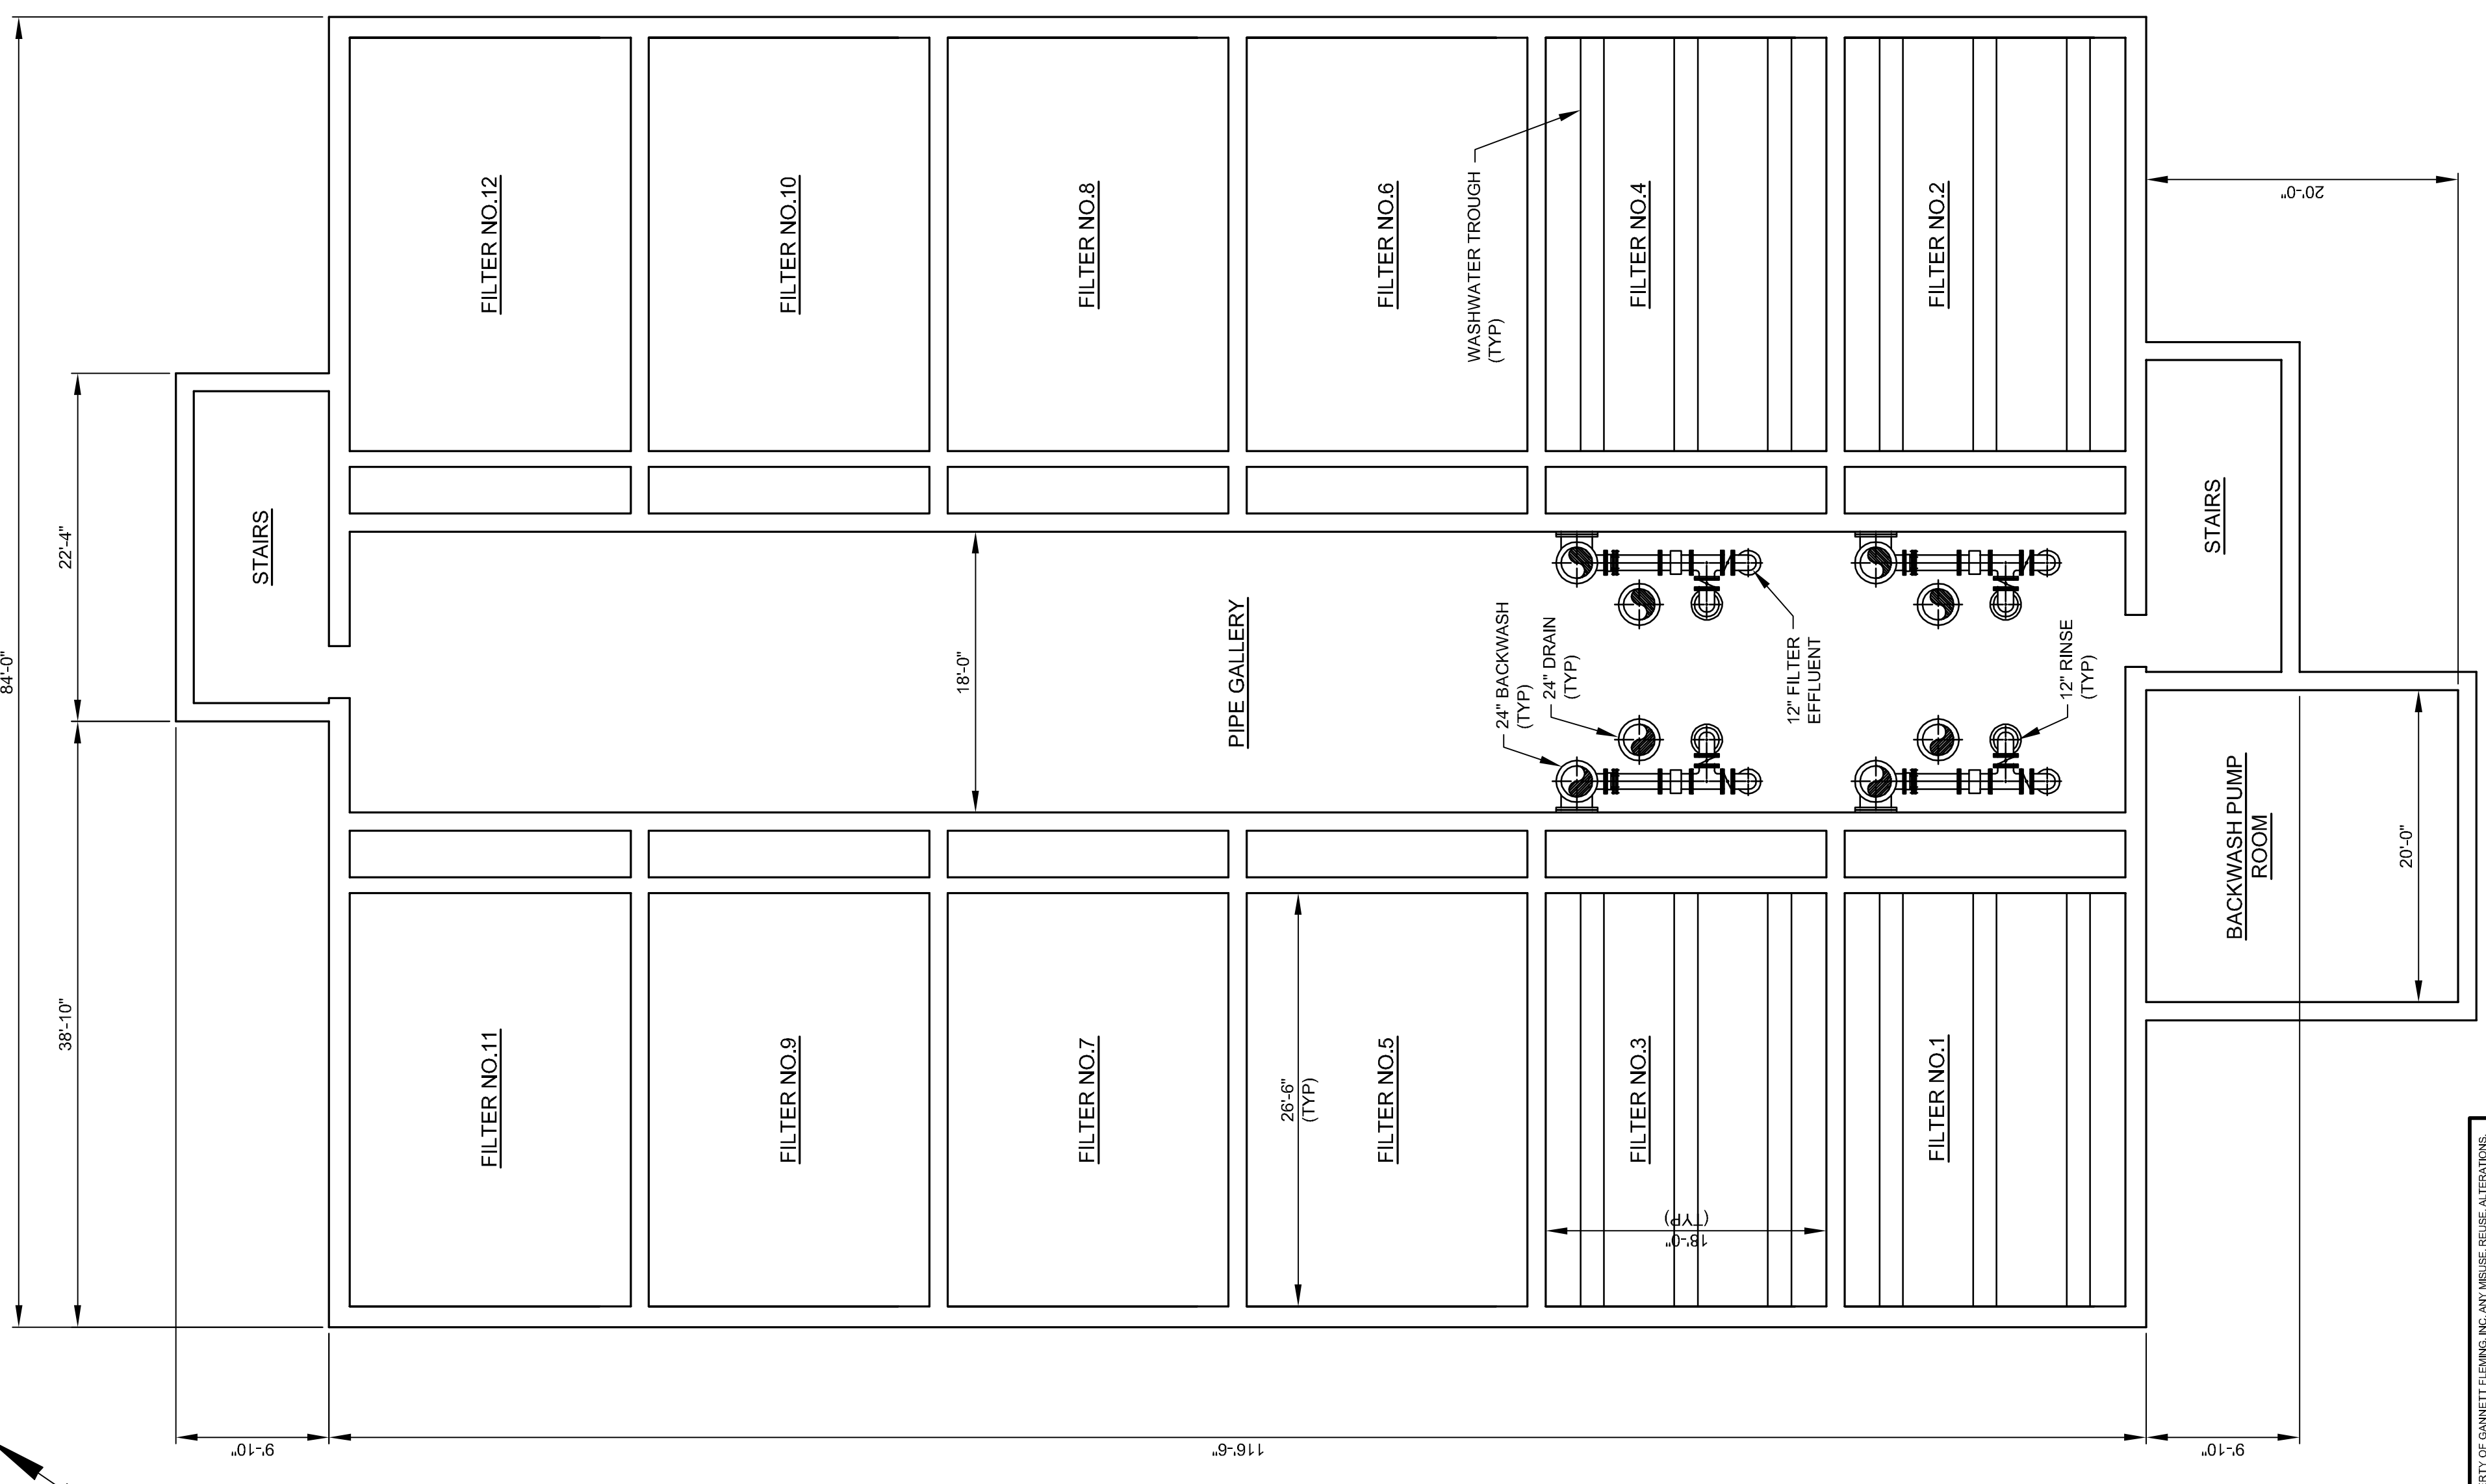 84'-0"
22'-4"
38'-10"
STAIRS
FILTER NO.12
FILTER NO.10
FILTER NO.8
FILTER NO.6
FILTER NO.4
FILTER NO.2
WASHWATER TROUGH
(TYP)
20'-0"
STAIRS
18'-0"
PIPE GALLERY
24" BACKWASH
(TYP)
24" DRAIN
(TYP)
12" FILTER
EFFLUENT
12" RINSE
(TYP)
BACKWASH PUMP
ROOM
20'-0"
FILTER NO.11
FILTER NO.9
FILTER NO.7
FILTER NO.5
FILTER NO.3
FILTER NO.1
26'-6"
(TYP)
18'-0"
(TYP)
9'-10"
116'-6"
9'-10"
OF GANNETT FLEMING, INC. ANY MISUSE, REUSE, ALTERATIONS,